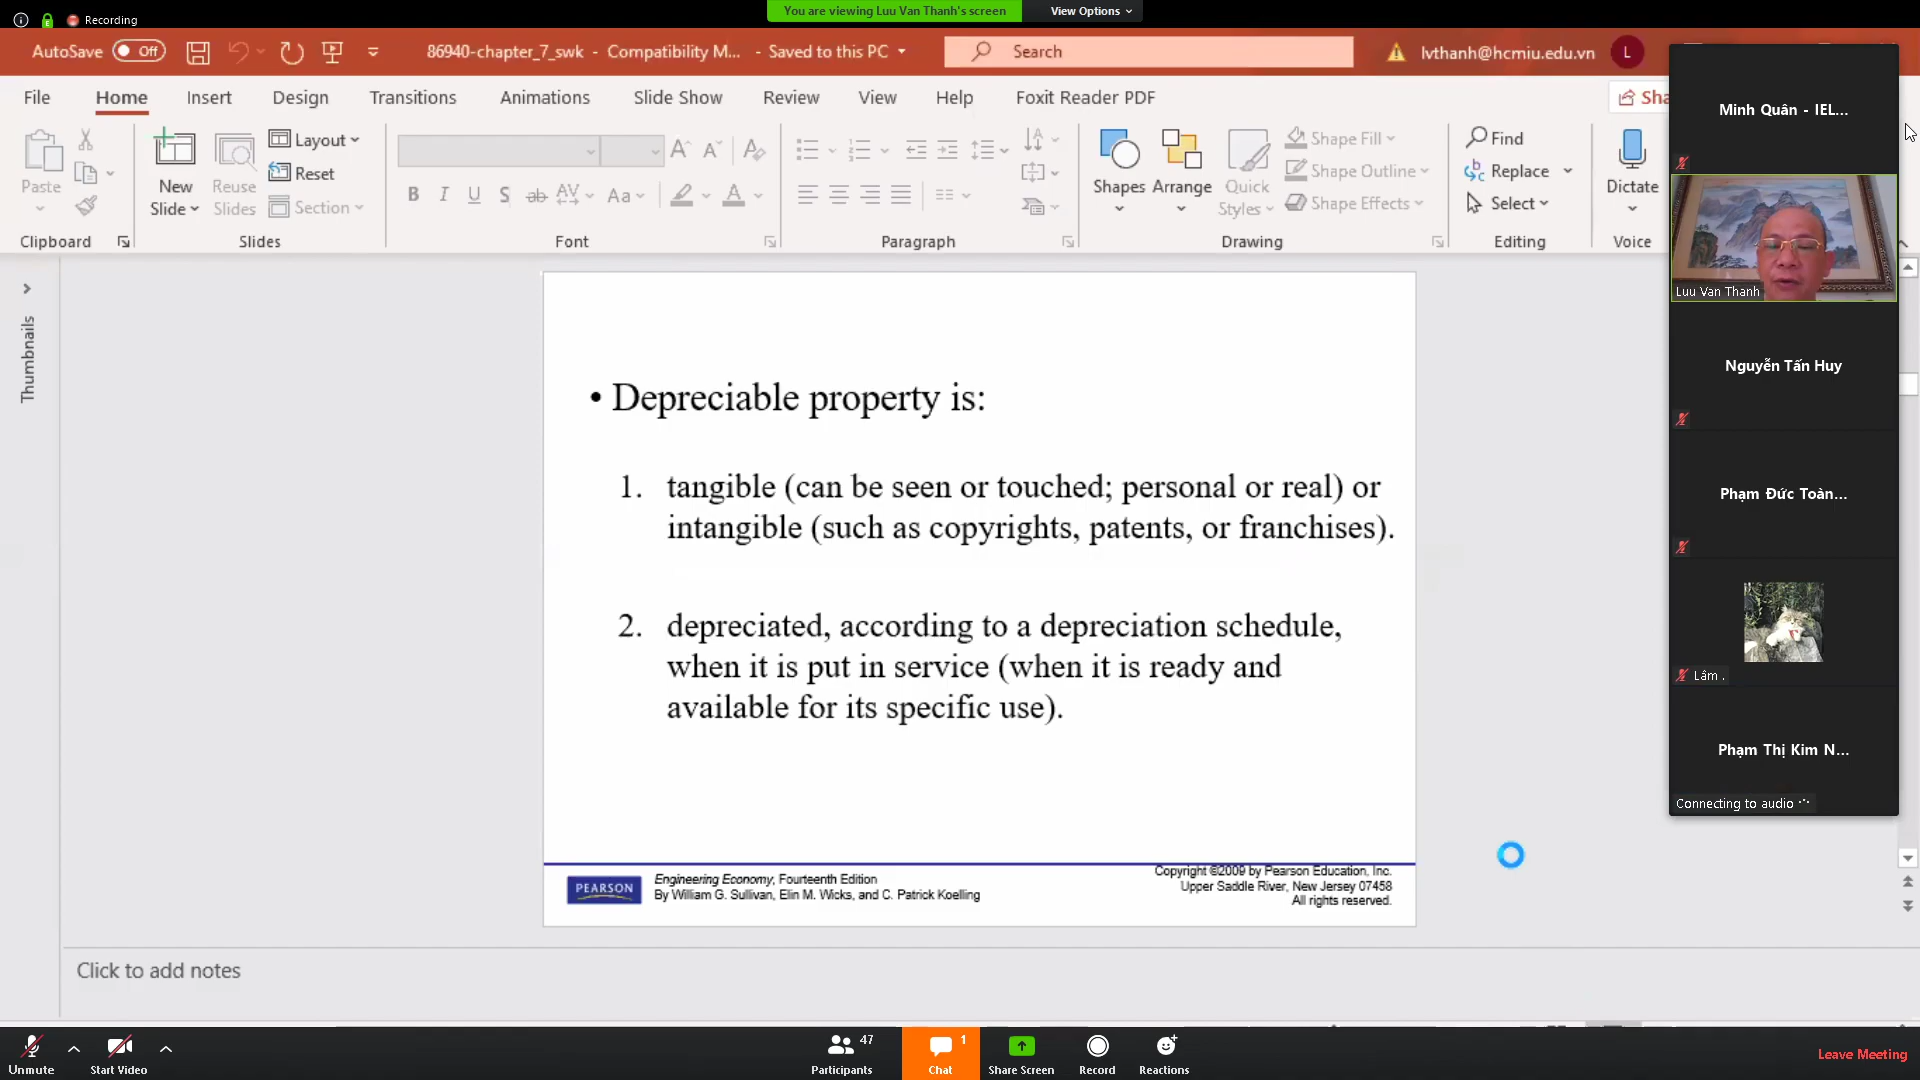 Recording
You are viewing Luu Van Thanh's screen
View Options
AutoSave Off
86940-chapter_7_swk - Compatibility M... - Saved to this PC
Search
lvthanh@hcmiu.edu.vn
L
File Home Insert Design Transitions Animations Slide Show Review View Help Foxit Reader PDF
Sha
Paste
Clipboard
New
Slide
Reuse
Slides
Layout
Reset
Section
Slides
B I U S ab AV Aa A
Font
Paragraph
Shapes
Arrange
Quick
Styles
Shape Fill
Shape Outline
Shape Effects
Drawing
Find
Replace
Select
Editing
Dictate
Voice
Thumbnails
• Depreciable property is:
1. tangible (can be seen or touched; personal or real) or
intangible (such as copyrights, patents, or franchises).
2. depreciated, according to a depreciation schedule,
when it is put in service (when it is ready and
available for its specific use).
PEARSON
Engineering Economy, Fourteenth Edition
By William G. Sullivan, Elin M. Wicks, and C. Patrick Koelling
Copyright ©2009 by Pearson Education, Inc.
Upper Saddle River, New Jersey 07458
All rights reserved.
Click to add notes
Minh Quân - IEL...
Luu Van Thanh
Nguyễn Tấn Huy
Phạm Đức Toàn...
Lâm .
Phạm Thị Kim N...
Connecting to audio
Unmute
Start Video
Participants 47
Chat 1
Share Screen
Record
Reactions
Leave Meeting